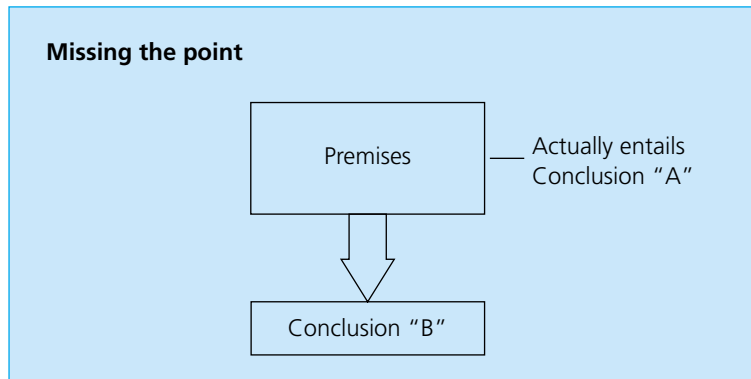 Missing the point
Premises
Actually entails
Conclusion “A”
Conclusion “B”